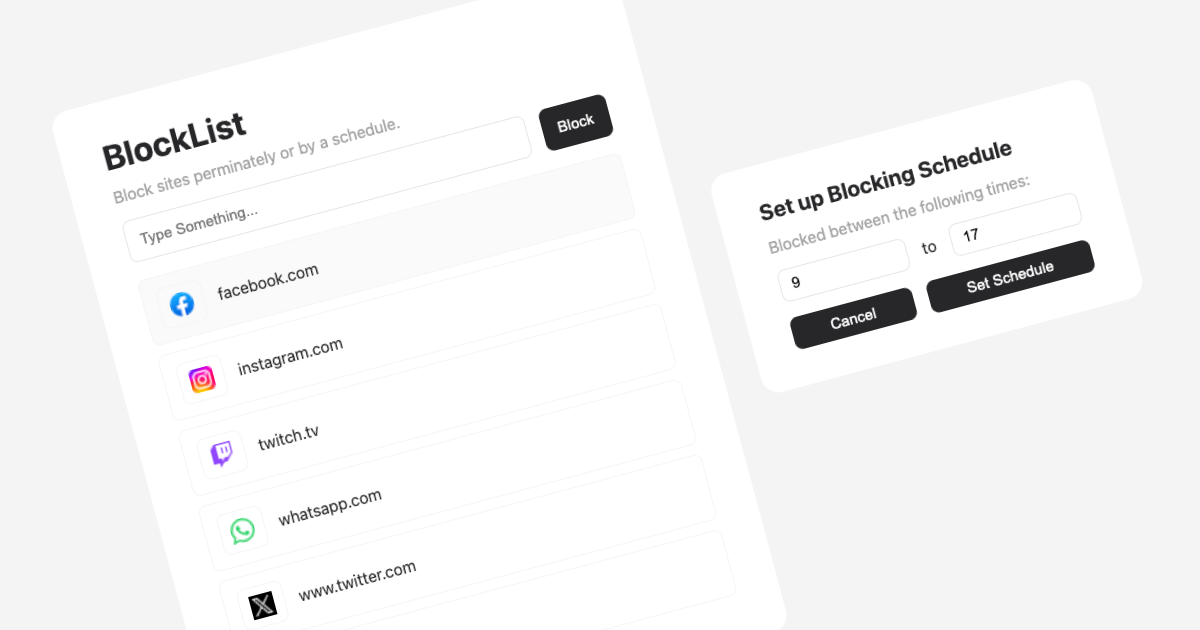 BlockList
Block sites perminately or by a schedule.
Type Something...
Block
facebook.com
instagram.com
twitch.tv
whatsapp.com
www.twitter.com
Set up Blocking Schedule
Blocked between the following times:
9 to 17
Cancel Set Schedule